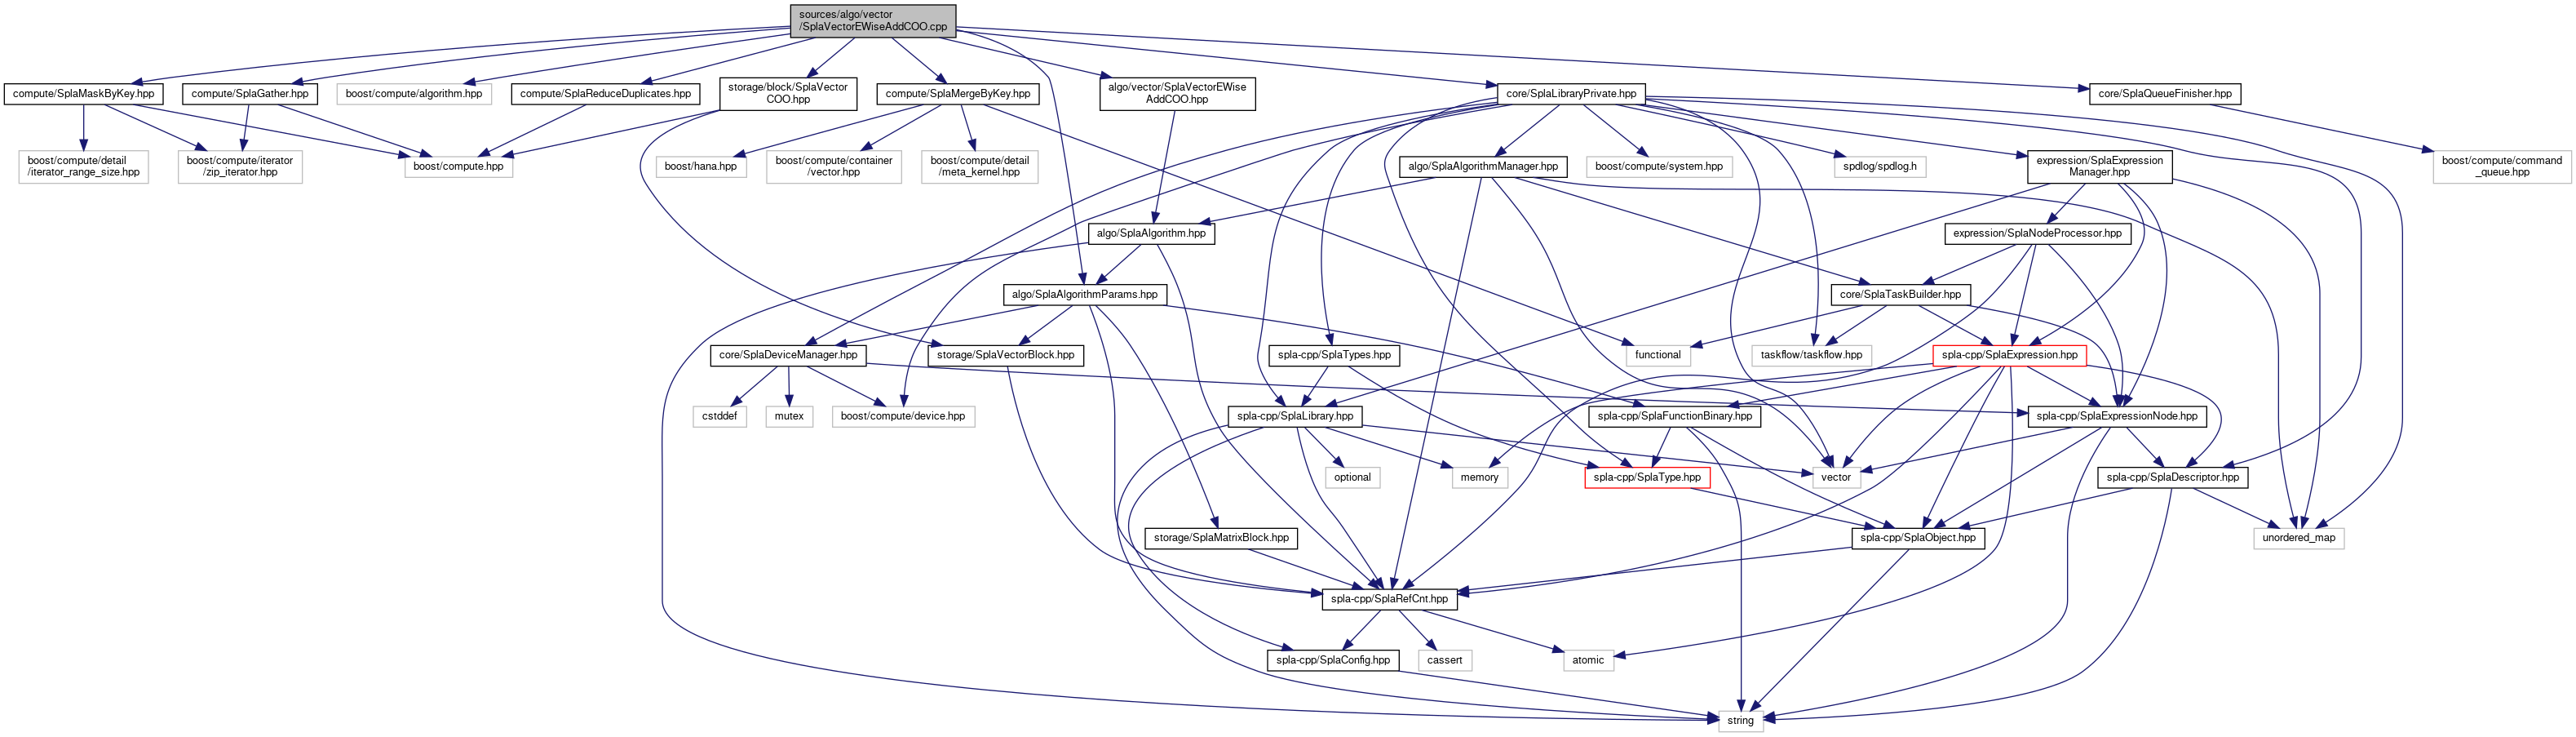 sources/algo/vector
/SplaVectorEWiseAddCOO.cpp
compute/SplaMaskByKey.hpp
compute/SplaGather.hpp
boost/compute/algorithm.hpp
compute/SplaReduceDuplicates.hpp
storage/block/SplaVector
COO.hpp
compute/SplaMergeByKey.hpp
algo/vector/SplaVectorEWise
AddCOO.hpp
core/SplaLibraryPrivate.hpp
core/SplaQueueFinisher.hpp
boost/compute/detail
/iterator_range_size.hpp
boost/compute/iterator
/zip_iterator.hpp
boost/compute.hpp
boost/hana.hpp
boost/compute/container
/vector.hpp
boost/compute/detail
/meta_kernel.hpp
algo/SplaAlgorithmManager.hpp
boost/compute/system.hpp
spdlog/spdlog.h
expression/SplaExpression
Manager.hpp
boost/compute/command
_queue.hpp
algo/SplaAlgorithm.hpp
expression/SplaNodeProcessor.hpp
algo/SplaAlgorithmParams.hpp
core/SplaTaskBuilder.hpp
core/SplaDeviceManager.hpp
storage/SplaVectorBlock.hpp
spla-cpp/SplaTypes.hpp
functional
taskflow/taskflow.hpp
spla-cpp/SplaExpression.hpp
cstddef
mutex
boost/compute/device.hpp
spla-cpp/SplaLibrary.hpp
spla-cpp/SplaFunctionBinary.hpp
spla-cpp/SplaExpressionNode.hpp
optional
memory
spla-cpp/SplaType.hpp
vector
spla-cpp/SplaDescriptor.hpp
storage/SplaMatrixBlock.hpp
spla-cpp/SplaObject.hpp
unordered_map
spla-cpp/SplaRefCnt.hpp
spla-cpp/SplaConfig.hpp
cassert
atomic
string